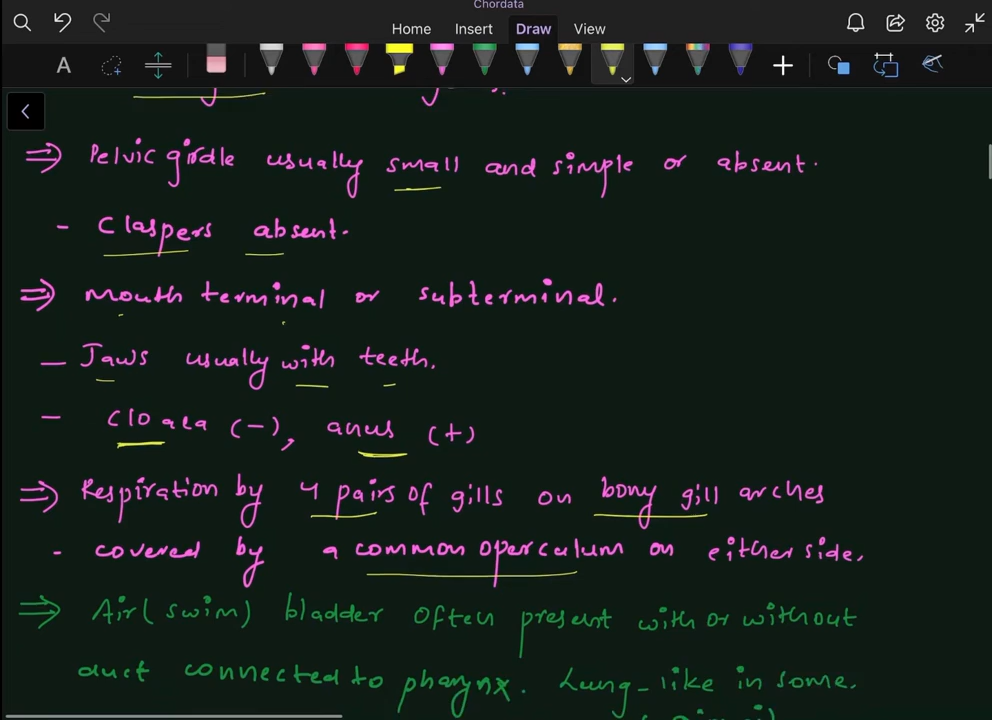 Chordata
Home Insert Draw View
A
⇒ Pelvic girdle usually small and simple or absent.
- Claspers absent.
⇒ Mouth terminal or subterminal.
- Jaws usually with teeth.
- Cloaca (-), anus (+)
⇒ Respiration by 4 pairs of gills on bony gill arches
- covered by a common operculum on either side.
⇒ Air (swim) bladder often present with or without
duct connected to pharynx. Lung-like in some.